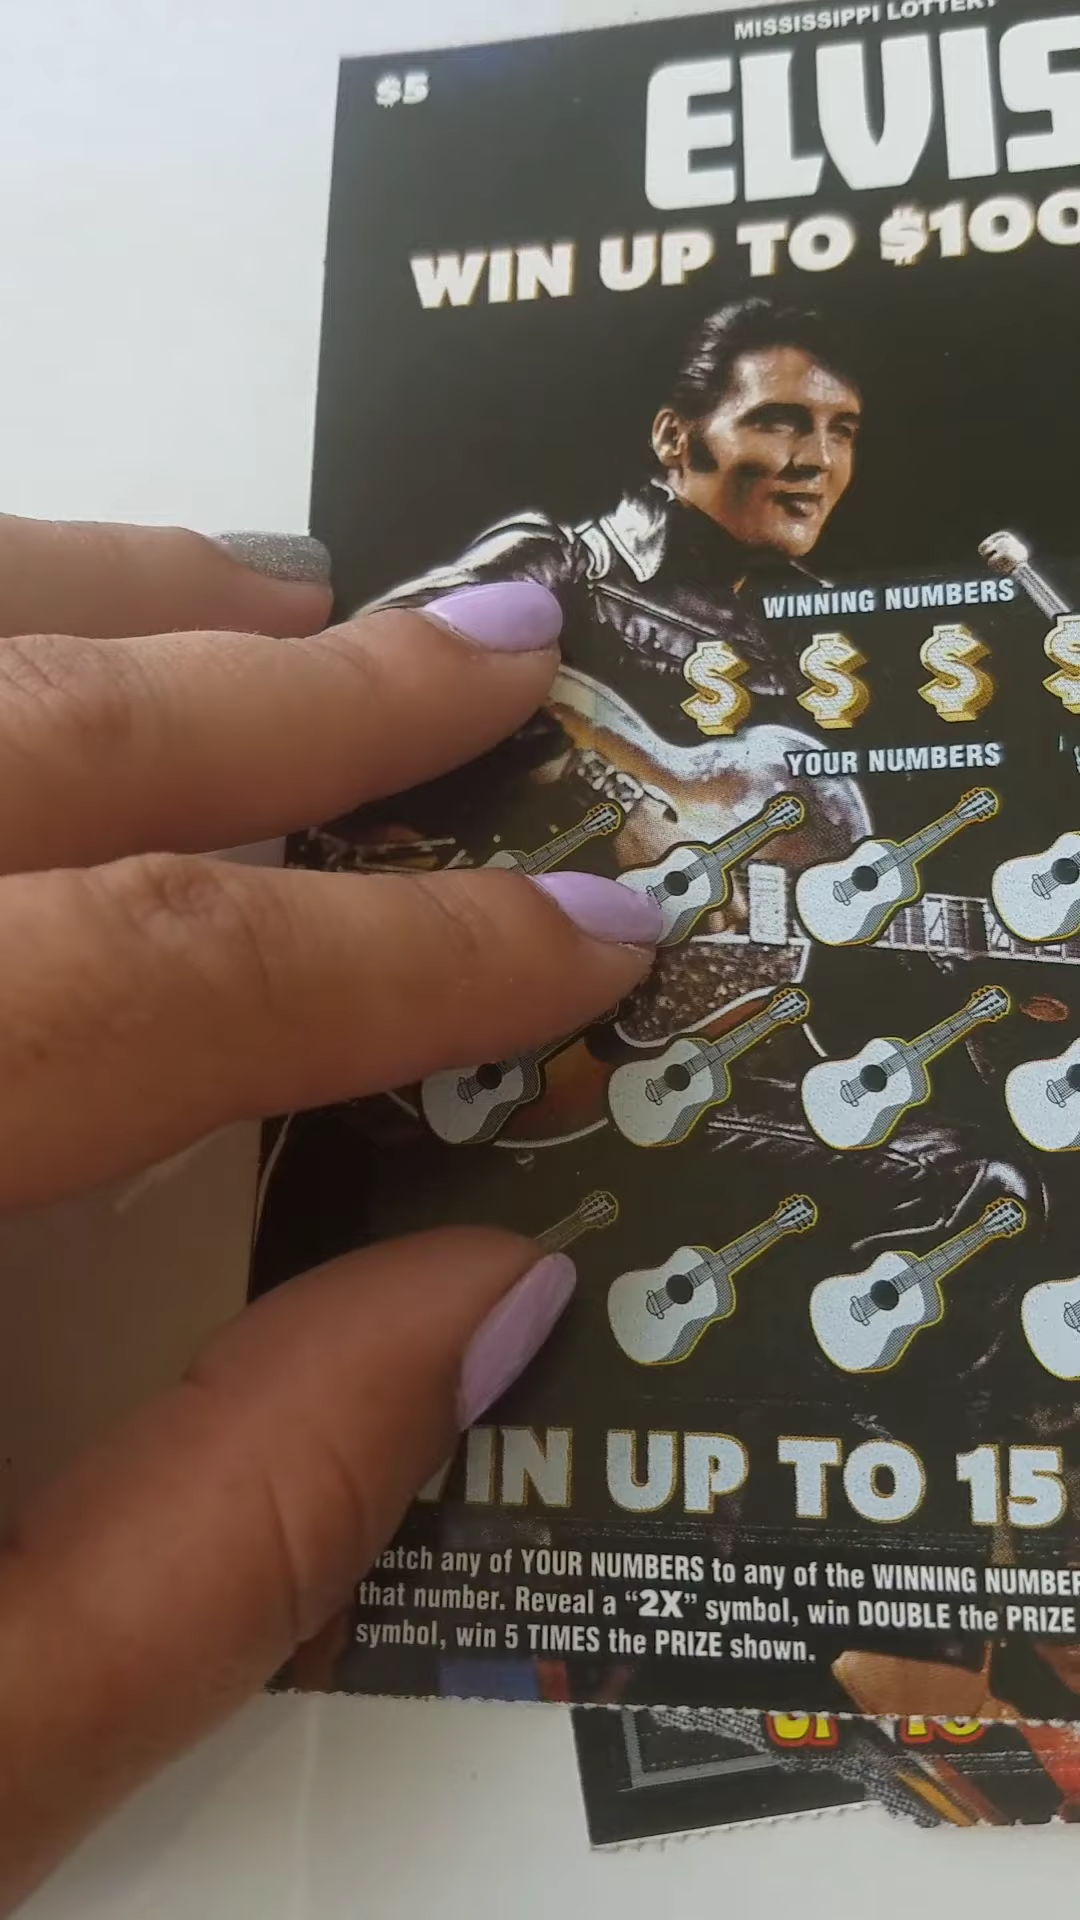 MISSISSIPPI LOTTERY
$5
ELVIS
WIN UP TO $100
WINNING NUMBERS
$ $ $ $
YOUR NUMBERS
IN UP TO 15
atch any of YOUR NUMBERS to any of the WINNING NUMBER
that number. Reveal a “2X” symbol, win DOUBLE the PRIZE
symbol, win 5 TIMES the PRIZE shown.